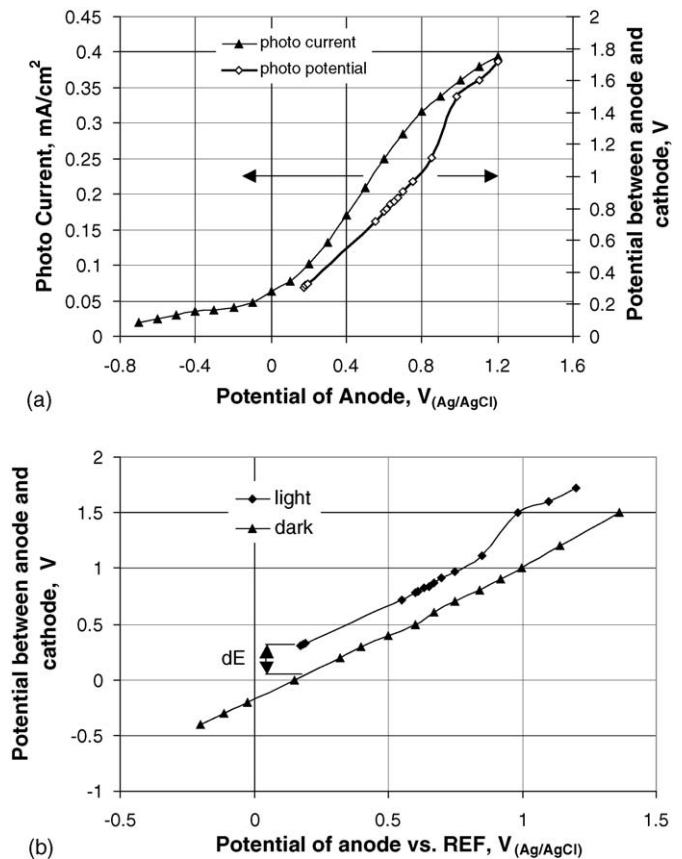 photo current
photo potential
Photo Current, mA/cm²
0.4
0.35
0.3
0.25
0.2
0.15
0.1
0.05
0
0.45
2
1.8
1.6
1.4
1.2
1
0.8
0.6
0.4
0.2
0
Potential between anode and
cathode, V
-0.8
-0.4
0
0.4
0.8
1.2
1.6
Potential of Anode, V(Ag/AgCl)
(a)
light
dark
dE
Potential between anode and
cathode, V
2
1.5
1
0.5
0
-0.5
-1
-0.5
0
0.5
1
1.5
Potential of anode vs. REF, V(Ag/AgCl)
(b)